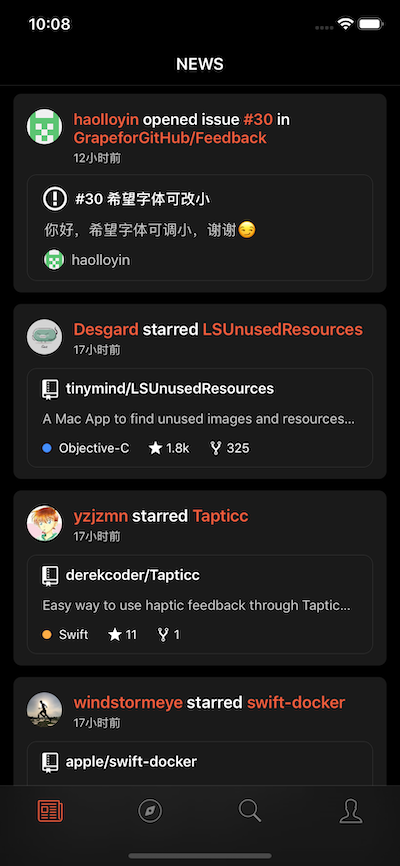 10:08
NEWS
haolloyin opened issue #30 in
GrapeforGitHub/Feedback
12小时前
#30 希望字体可改小
你好，希望字体可调小，谢谢😏
haolloyin
Desgard starred LSUnusedResources
17小时前
tinymind/LSUnusedResources
A Mac App to find unused images and resources...
Objective-C 1.8k 325
yzjzmn starred Tapticc
17小时前
derekcoder/Tapticc
Easy way to use haptic feedback through Taptic...
Swift 11 1
windstormeye starred swift-docker
17小时前
apple/swift-docker